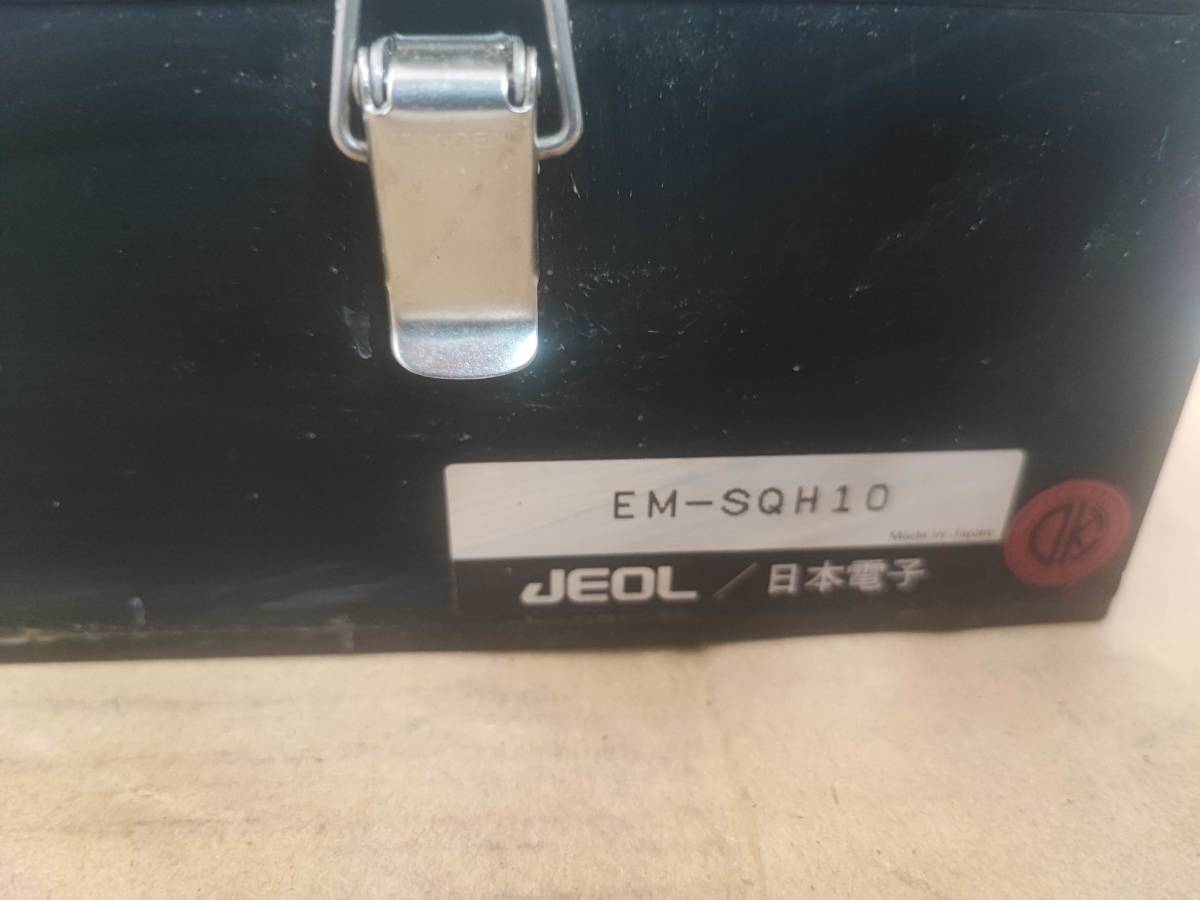 EM-SQH10
Made in Japan
JEOL / 日本電子